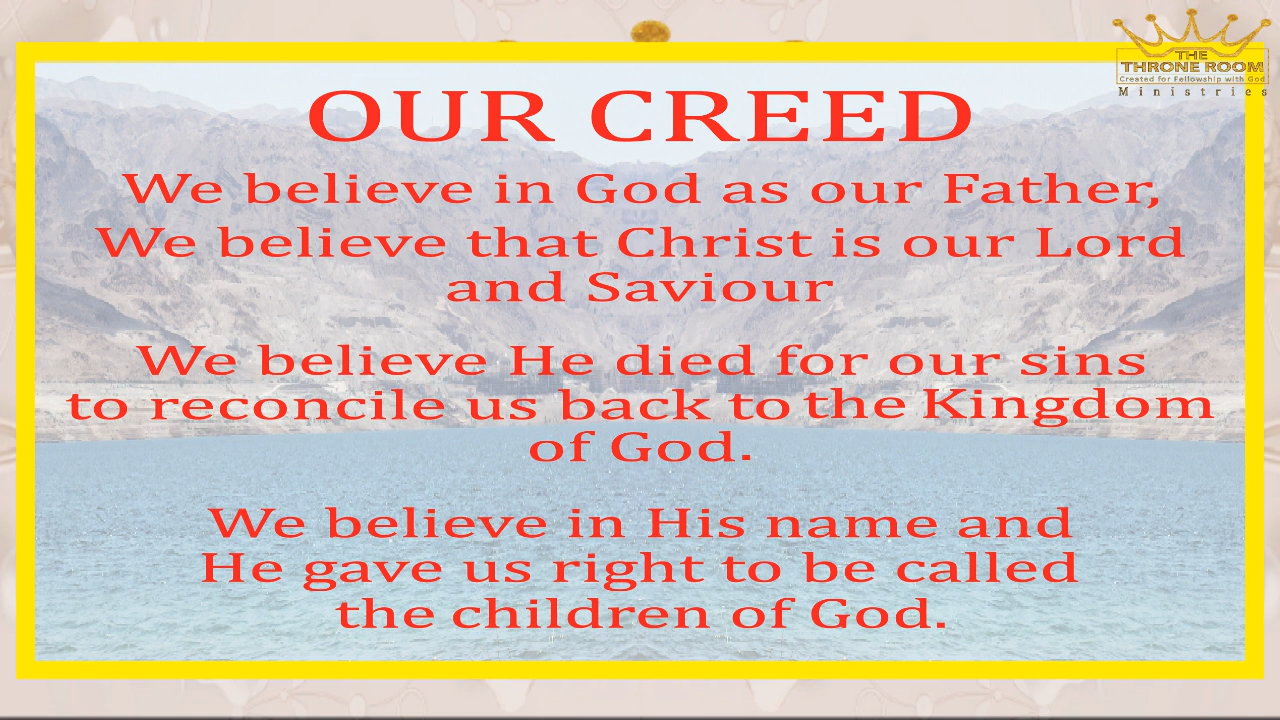 THE
THRONE ROOM
Created for Fellowship with God
Ministries
OUR CREED
We believe in God as our Father,
We believe that Christ is our Lord
and Saviour
We believe He died for our sins
to reconcile us back to the Kingdom
of God.
We believe in His name and
He gave us right to be called
the children of God.